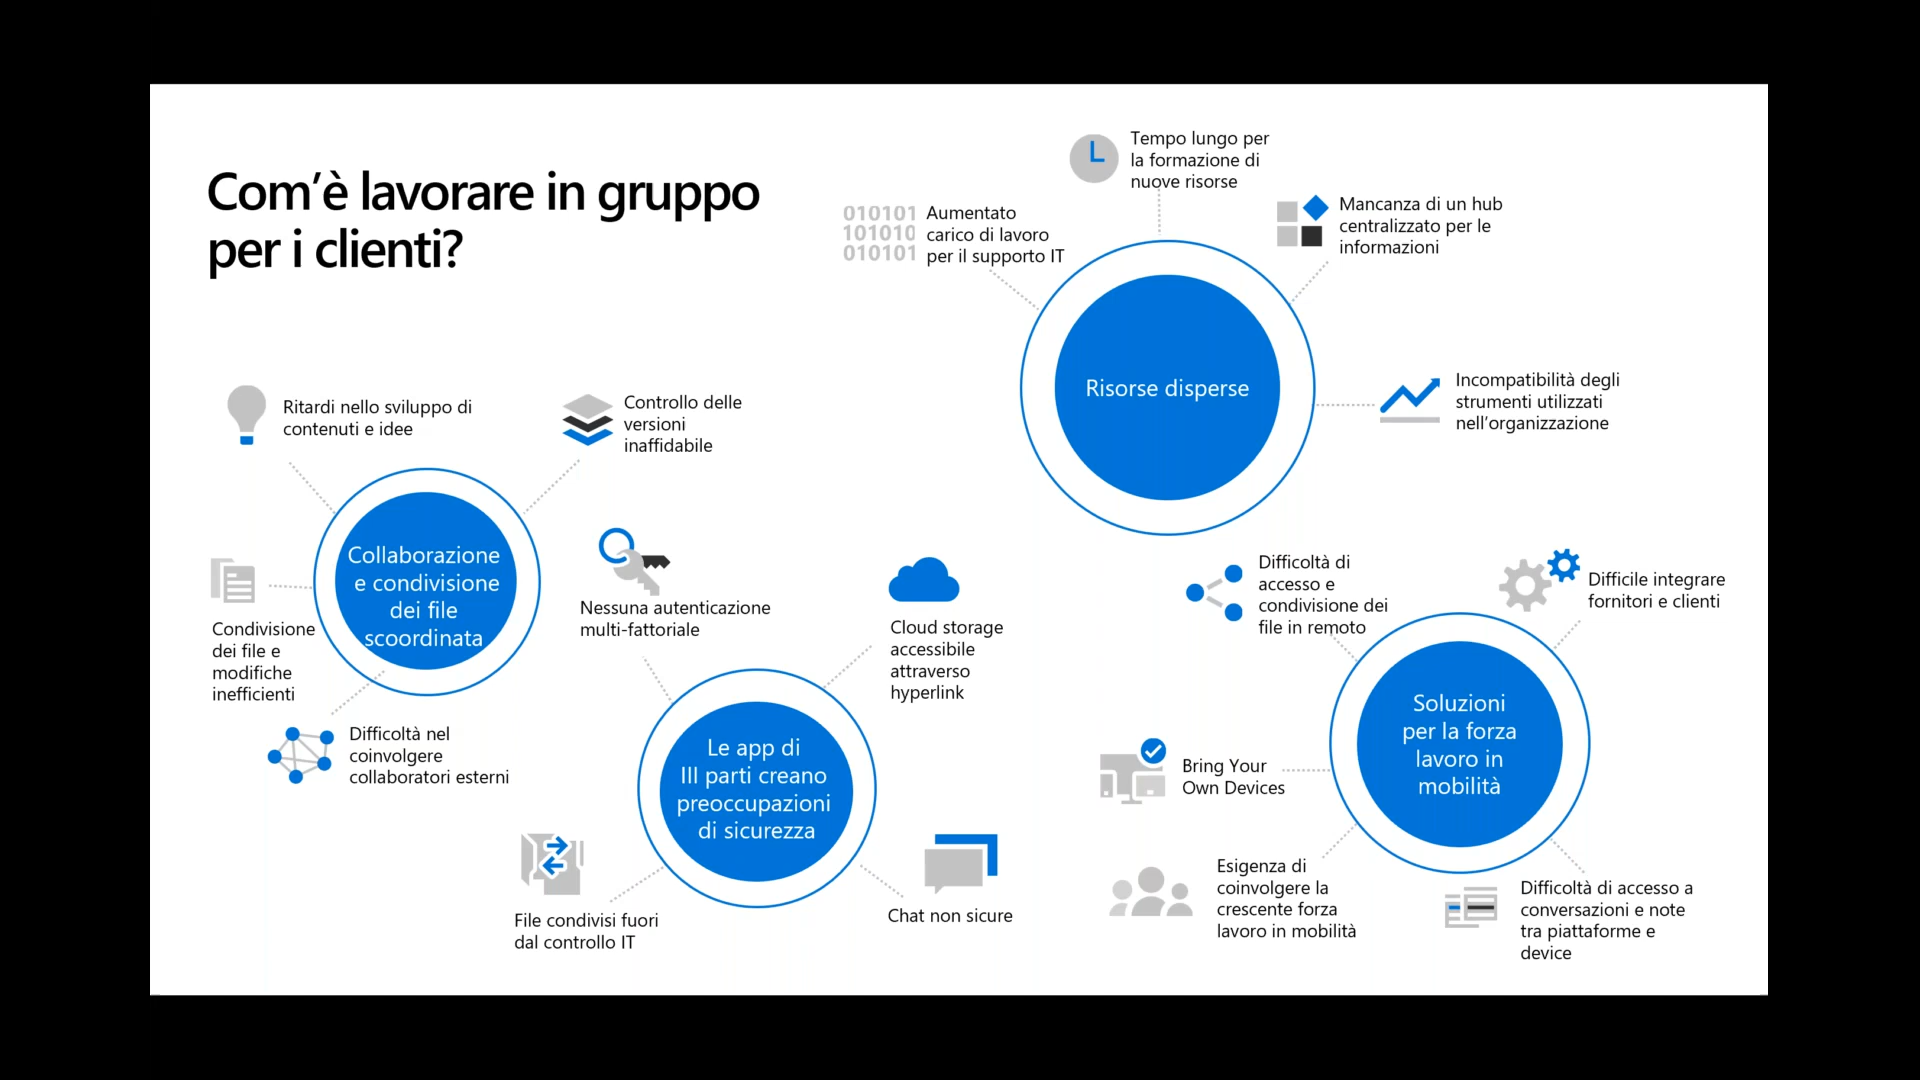 Com'è lavorare in gruppo
per i clienti?
Tempo lungo per
la formazione di
nuove risorse
010101
101010
010101
Aumentato
carico di lavoro
per il supporto IT
Mancanza di un hub
centralizzato per le
informazioni
Risorse disperse
Incompatibilità degli
strumenti utilizzati
nell'organizzazione
Ritardi nello sviluppo di
contenuti e idee
Controllo delle
versioni
inaffidabile
Collaborazione
e condivisione
dei file
scoordinata
Condivisione
dei file e
modifiche
inefficienti
Difficoltà nel
coinvolgere
collaboratori esterni
Nessuna autenticazione
multi-fattoriale
Cloud storage
accessibile
attraverso
hyperlink
Le app di
III parti creano
preoccupazioni
di sicurezza
File condivisi fuori
dal controllo IT
Chat non sicure
Difficoltà di
accesso e
condivisione dei
file in remoto
Difficile integrare
fornitori e clienti
Soluzioni
per la forza
lavoro in
mobilità
Bring Your
Own Devices
Esigenza di
coinvolgere la
crescente forza
lavoro in mobilità
Difficoltà di accesso a
conversazioni e note
tra piattaforme e
device